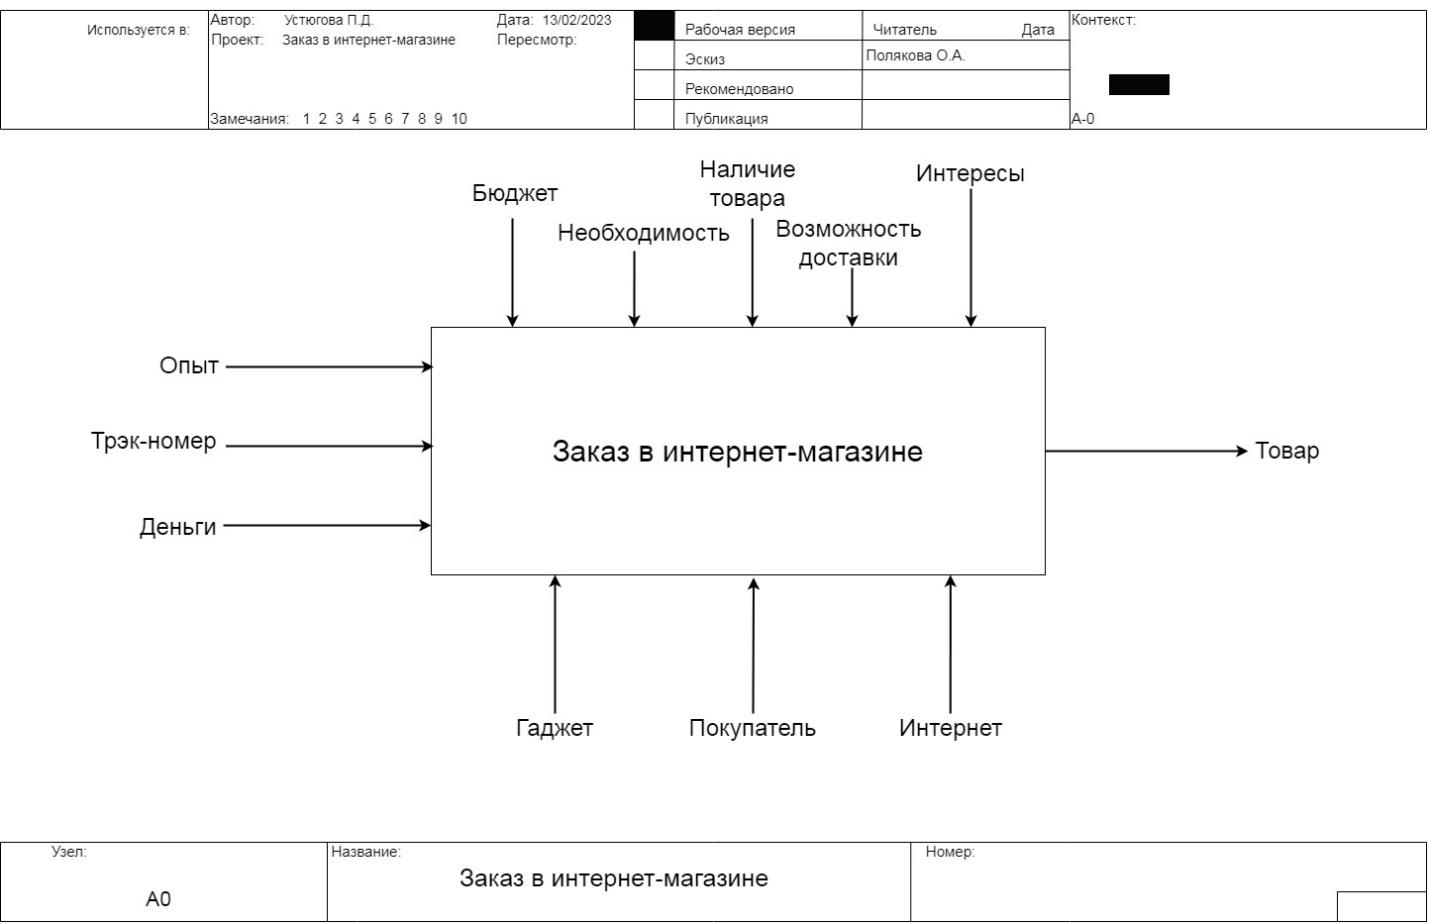 Используется в:
Автор: Устюгова П.Д. Дата: 13/02/2023
Проект: Заказ в интернет-магазине Пересмотр:
Замечания: 1 2 3 4 5 6 7 8 9 10
Рабочая версия
Эскиз
Рекомендовано
Публикация
Читатель Дата
Полякова О.А.
Контекст:
A-0
Бюджет
Необходимость
Наличие
товара
Возможность
доставки
Интересы
Опыт
Трэк-номер
Деньги
Заказ в интернет-магазине
Товар
Гаджет
Покупатель
Интернет
Узел:
A0
Название:
Заказ в интернет-магазине
Номер: